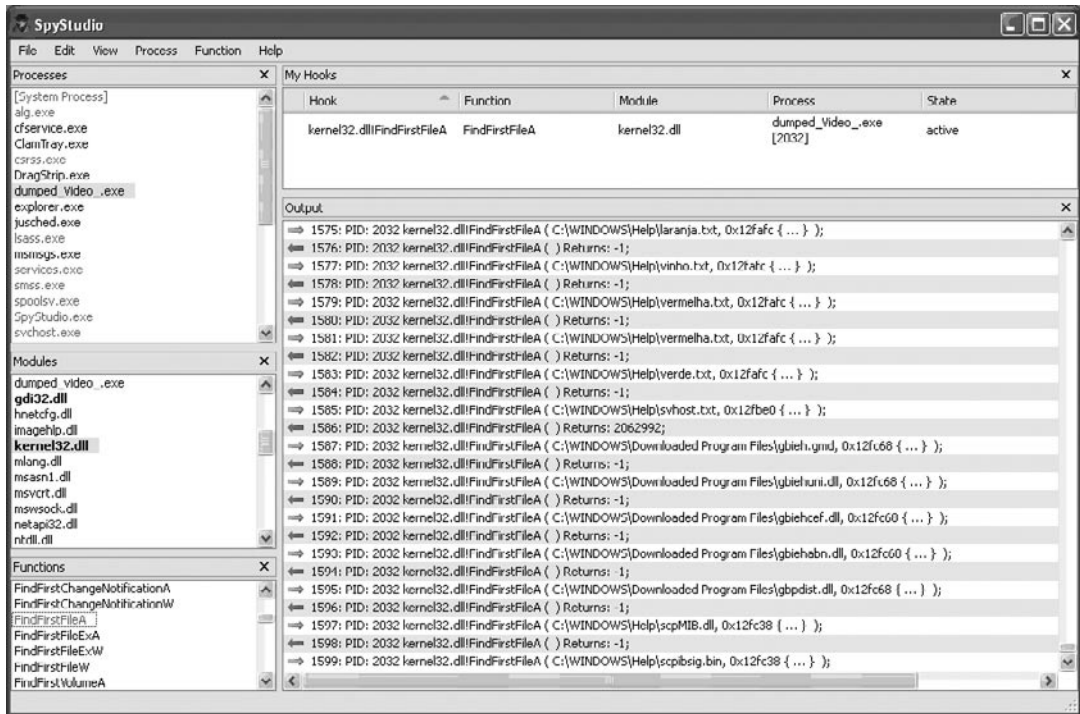 SpyStudio
File Edit View Process Function Help
Processes
[System Process]
alg.exe
cfservice.exe
ClamTray.exe
csrss.exe
DragStrip.exe
dumped_Video_.exe
explorer.exe
jusched.exe
lsass.exe
msmsgs.exe
services.exe
smss.exe
spoolsv.exe
SpyStudio.exe
svchost.exe
Modules
dumped_video_.exe
gdi32.dll
hnetcfg.dll
imagehlp.dll
kernel32.dll
mlang.dll
msasn1.dll
msvcrt.dll
mswsock.dll
netapi32.dll
ntdll.dll
Functions
FindFirstChangeNotificationA
FindFirstChangeNotificationW
FindFirstFileA
FindFirstFileExA
FindFirstFileExW
FindFirstFileW
FindFirstVolumeA
My Hooks
Hook Function Module Process State
kernel32.dll!FindFirstFileA FindFirstFileA kernel32.dll dumped_Video_.exe [2032] active
Output
1575: PID: 2032 kernel32.dll!FindFirstFileA ( C:\WINDOWS\Help\laranja.txt, 0x12fafc { ... } );
1576: PID: 2032 kernel32.dll!FindFirstFileA ( ) Returns: -1;
1577: PID: 2032 kernel32.dll!FindFirstFileA ( C:\WINDOWS\Help\vinho.txt, 0x12fafc { ... } );
1578: PID: 2032 kernel32.dll!FindFirstFileA ( ) Returns: -1;
1579: PID: 2032 kernel32.dll!FindFirstFileA ( C:\WINDOWS\Help\vermelha.txt, 0x12fafc { ... } );
1580: PID: 2032 kernel32.dll!FindFirstFileA ( ) Returns: -1;
1581: PID: 2032 kernel32.dll!FindFirstFileA ( C:\WINDOWS\Help\vermelha.txt, 0x12fafc { ... } );
1582: PID: 2032 kernel32.dll!FindFirstFileA ( ) Returns: -1;
1583: PID: 2032 kernel32.dll!FindFirstFileA ( C:\WINDOWS\Help\verde.txt, 0x12fafc { ... } );
1584: PID: 2032 kernel32.dll!FindFirstFileA ( ) Returns: -1;
1585: PID: 2032 kernel32.dll!FindFirstFileA ( C:\WINDOWS\Help\svhost.txt, 0x12fbe0 { ... } );
1586: PID: 2032 kernel32.dll!FindFirstFileA ( ) Returns: 2062992;
1587: PID: 2032 kernel32.dll!FindFirstFileA ( C:\WINDOWS\Downloaded Program Files\gbieh.gmd, 0x12fc68 { ... } );
1588: PID: 2032 kernel32.dll!FindFirstFileA ( ) Returns: -1;
1589: PID: 2032 kernel32.dll!FindFirstFileA ( C:\WINDOWS\Downloaded Program Files\gbiehuni.dll, 0x12fc68 { ... } );
1590: PID: 2032 kernel32.dll!FindFirstFileA ( ) Returns: -1;
1591: PID: 2032 kernel32.dll!FindFirstFileA ( C:\WINDOWS\Downloaded Program Files\gbiehcef.dll, 0x12fc60 { ... } );
1592: PID: 2032 kernel32.dll!FindFirstFileA ( ) Returns: -1;
1593: PID: 2032 kernel32.dll!FindFirstFileA ( C:\WINDOWS\Downloaded Program Files\gbiehabn.dll, 0x12fc60 { ... } );
1594: PID: 2032 kernel32.dll!FindFirstFileA ( ) Returns: -1;
1595: PID: 2032 kernel32.dll!FindFirstFileA ( C:\WINDOWS\Downloaded Program Files\gbpdist.dll, 0x12fc68 { ... } );
1596: PID: 2032 kernel32.dll!FindFirstFileA ( ) Returns: -1;
1597: PID: 2032 kernel32.dll!FindFirstFileA ( C:\WINDOWS\Help\scpMIB.dll, 0x12fc38 { ... } );
1598: PID: 2032 kernel32.dll!FindFirstFileA ( ) Returns: -1;
1599: PID: 2032 kernel32.dll!FindFirstFileA ( C:\WINDOWS\Help\scpibsig.bin, 0x12fc38 { ... } );